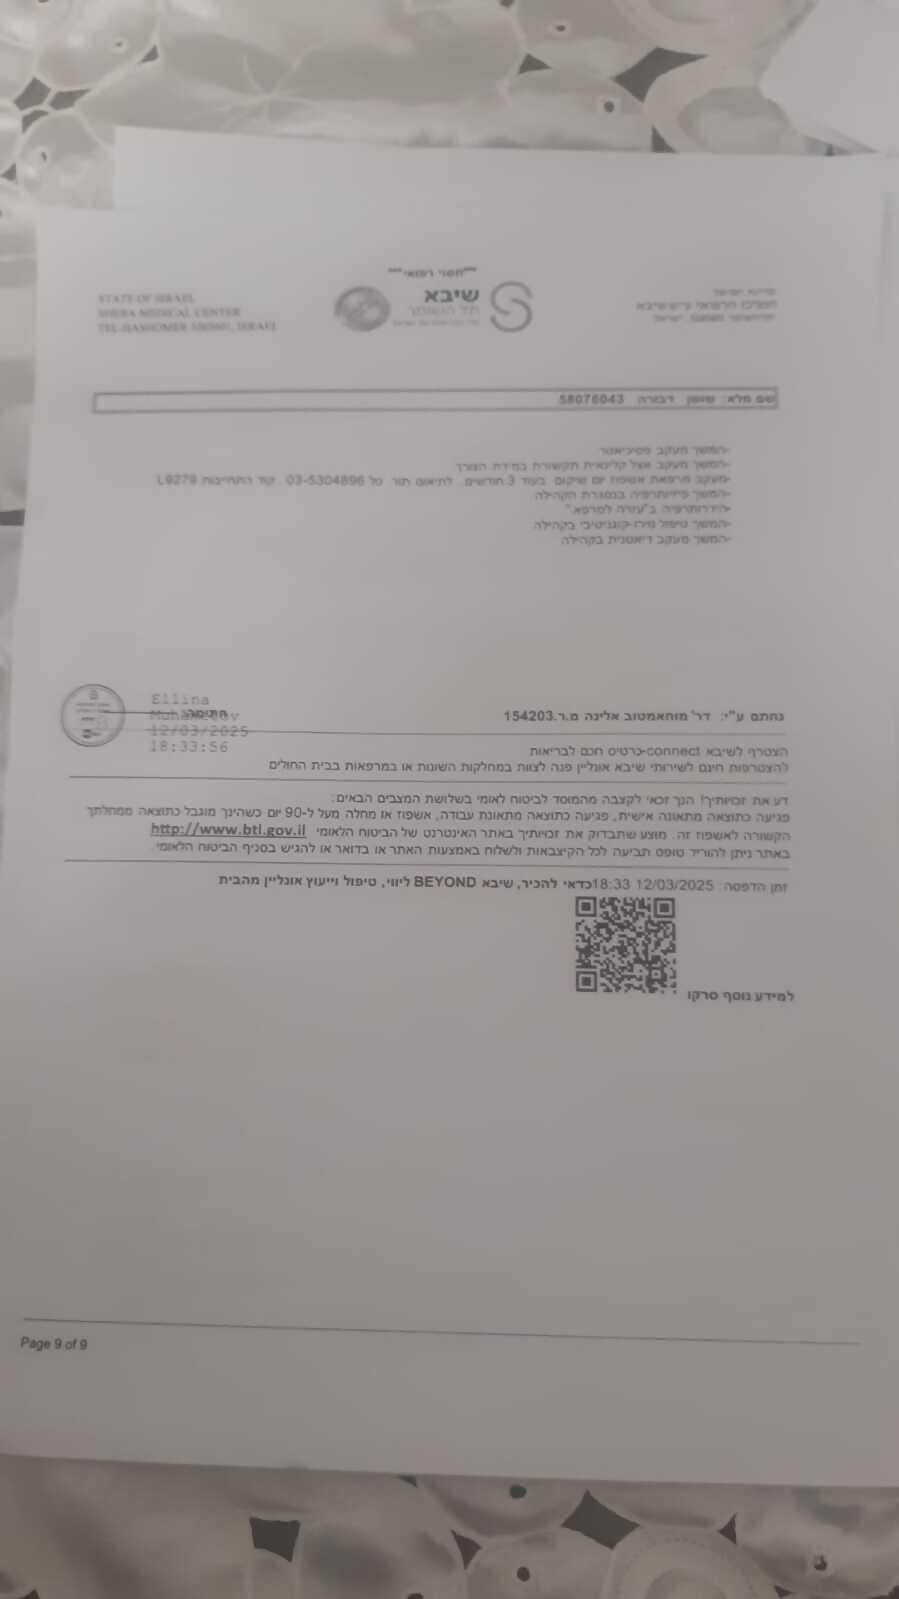 ***חסוי רפואי***
STATE OF ISRAEL
SHEBA MEDICAL CENTER
TEL-HASHOMER ISRAEL
שיבא
תל השומר
מדינת ישראל
המרכז הרפואי ע"ש שיבא
שם מלא: שושן דבורה 58076043
-המשך מעקב פסיכיאטר
-המשך מעקב אצל קלינאית תקשורת במידת הצורך
-מעקב מרפאת אשפוז יום שיקום בעוד 3 חודשים. לתיאום תור טל 03-5304896 . קוד התחייבות L9279
-המשך פיזיותרפיה במסגרת הקהילה
-הידרותרפיה ב"עזרה למרפא."
-המשך טיפול נוירו-קוגניטיבי בקהילה
-המשך מעקב דיאטנית בקהילה
נחתם ע"י: דר' מוחאמטוב אלינה מ.ר.154203
חתימה:
Ellina
Muhametov
12/03/2025
18:33:56
הצטרף לשיבא connect-כרטיס חכם לבריאות
להצטרפות חינם לשירותי שיבא אונליין פנה לצוות במחלקות השונות או במרפאות בבית החולים
דע את זכויותיך! הנך זכאי לקצבה מהמוסד לביטוח לאומי בשלושת המצבים הבאים:
פגיעה כתוצאה מתאונה אישית, פגיעה כתוצאה מתאונת עבודה, אשפוז או מחלה מעל ל-90 יום כשהינך מוגבל כתוצאה ממחלתך
הקשורה לאשפוז זה. מוצע שתבדוק את זכויותיך באתר האינטרנט של הביטוח הלאומי http://www.btl.gov.il
באתר ניתן להוריד טופס תביעה לכל הקיצבאות ולשלוח באמצעות האתר או בדואר או להגיש בסניף הביטוח הלאומי.
זמן הדפסה: 12/03/2025 18:33כדאי להכיר, שיבא BEYOND ליווי, טיפול וייעוץ אונליין מהבית
למידע נוסף סרקו
Page 9 of 9